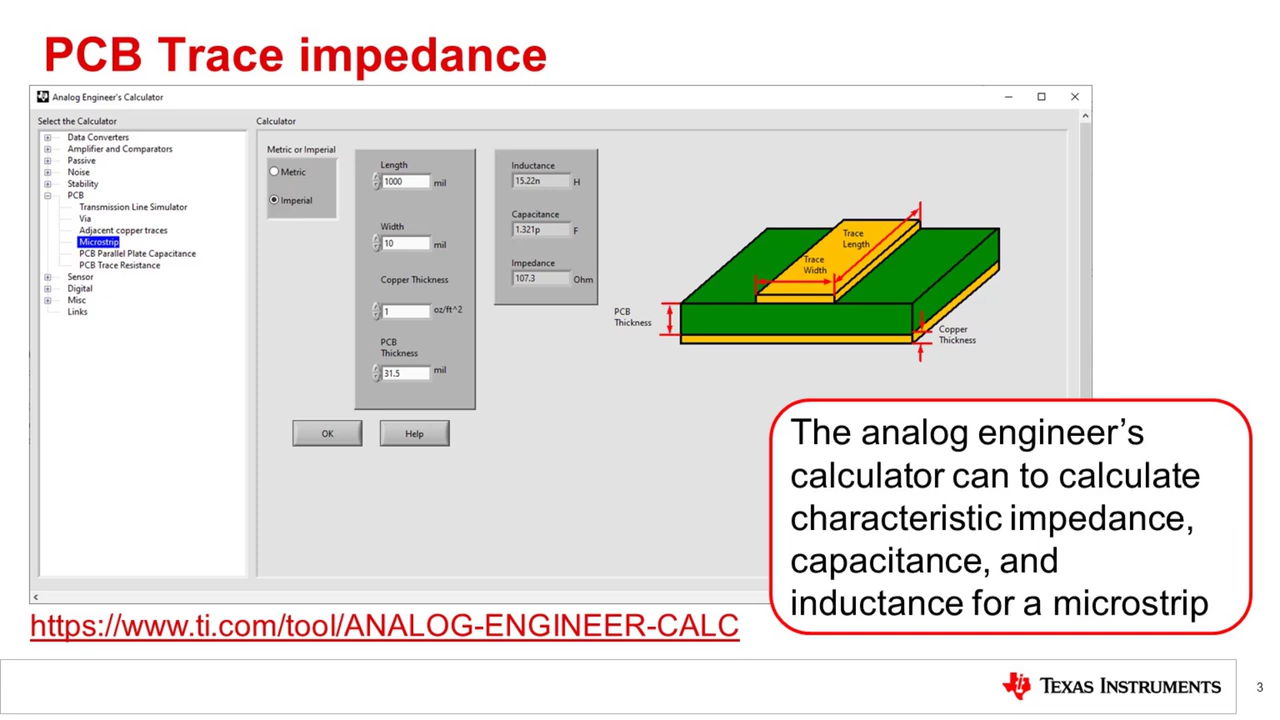 PCB Trace impedance
Analog Engineer's Calculator
Select the Calculator
Data Converters
Amplifier and Comparators
Passive
Noise
Stability
PCB
Transmission Line Simulator
Via
Adjacent copper traces
Microstrip
PCB Parallel Plate Capacitance
PCB Trace Resistance
Sensor
Digital
Misc
Links
Calculator
Metric or Imperial
Metric
Imperial
Length
1000 mil
Width
10 mil
Copper Thickness
1 oz/ft^2
PCB
Thickness
31.5 mil
Inductance
15.22n H
Capacitance
1.321p F
Impedance
107.3 Ohm
OK
Help
Trace
Length
Trace
Width
PCB
Thickness
Copper
Thickness
The analog engineer’s
calculator can to calculate
characteristic impedance,
capacitance, and
inductance for a microstrip
https://www.ti.com/tool/ANALOG-ENGINEER-CALC
TEXAS INSTRUMENTS
3